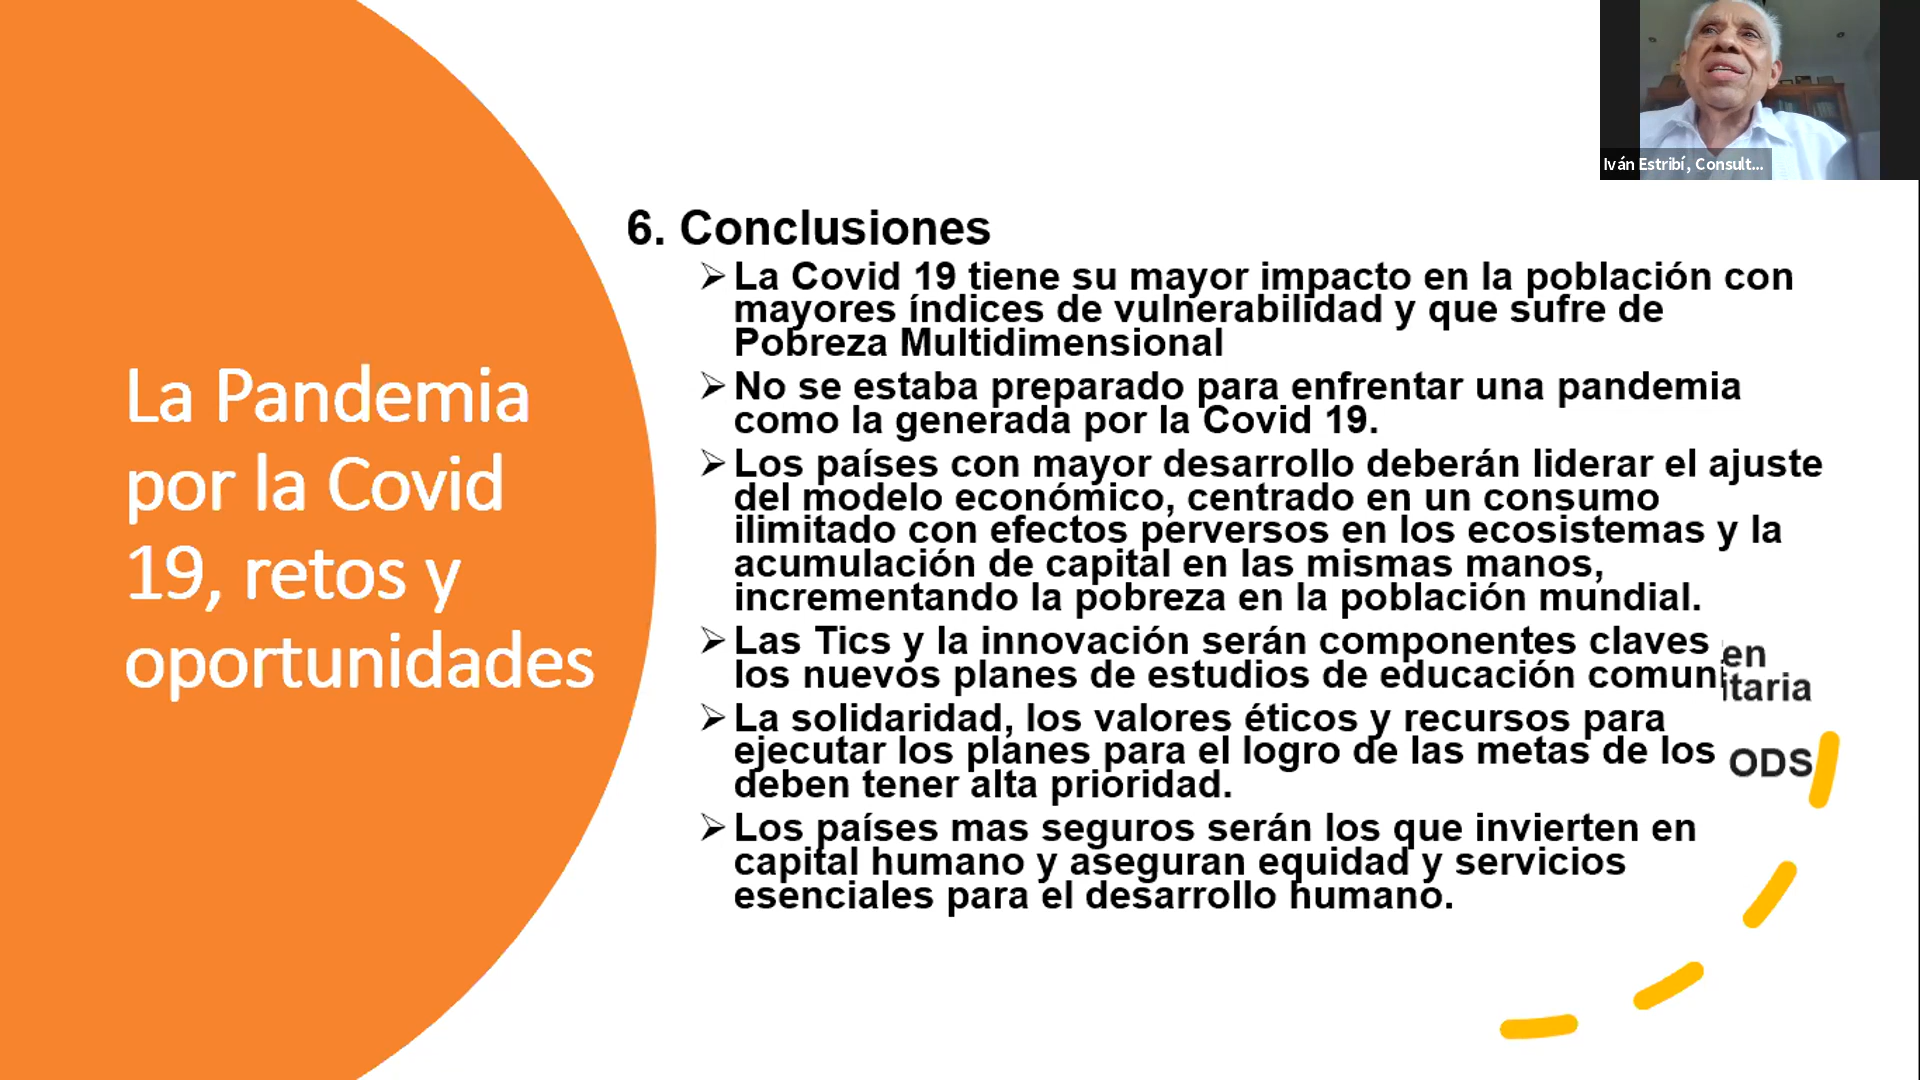 La Pandemia
por la Covid
19, retos y
oportunidades
Iván Estribí, Consult...
6. Conclusiones
La Covid 19 tiene su mayor impacto en la población con
mayores índices de vulnerabilidad y que sufre de
Pobreza Multidimensional
No se estaba preparado para enfrentar una pandemia
como la generada por la Covid 19.
Los países con mayor desarrollo deberán liderar el ajuste
del modelo económico, centrado en un consumo
ilimitado con efectos perversos en los ecosistemas y la
acumulación de capital en las mismas manos,
incrementando la pobreza en la población mundial.
Las Tics y la innovación serán componentes claves en
los nuevos planes de estudios de educación comunitaria
La solidaridad, los valores éticos y recursos para
ejecutar los planes para el logro de las metas de los ODS
deben tener alta prioridad.
Los países mas seguros serán los que invierten en
capital humano y aseguran equidad y servicios
esenciales para el desarrollo humano.